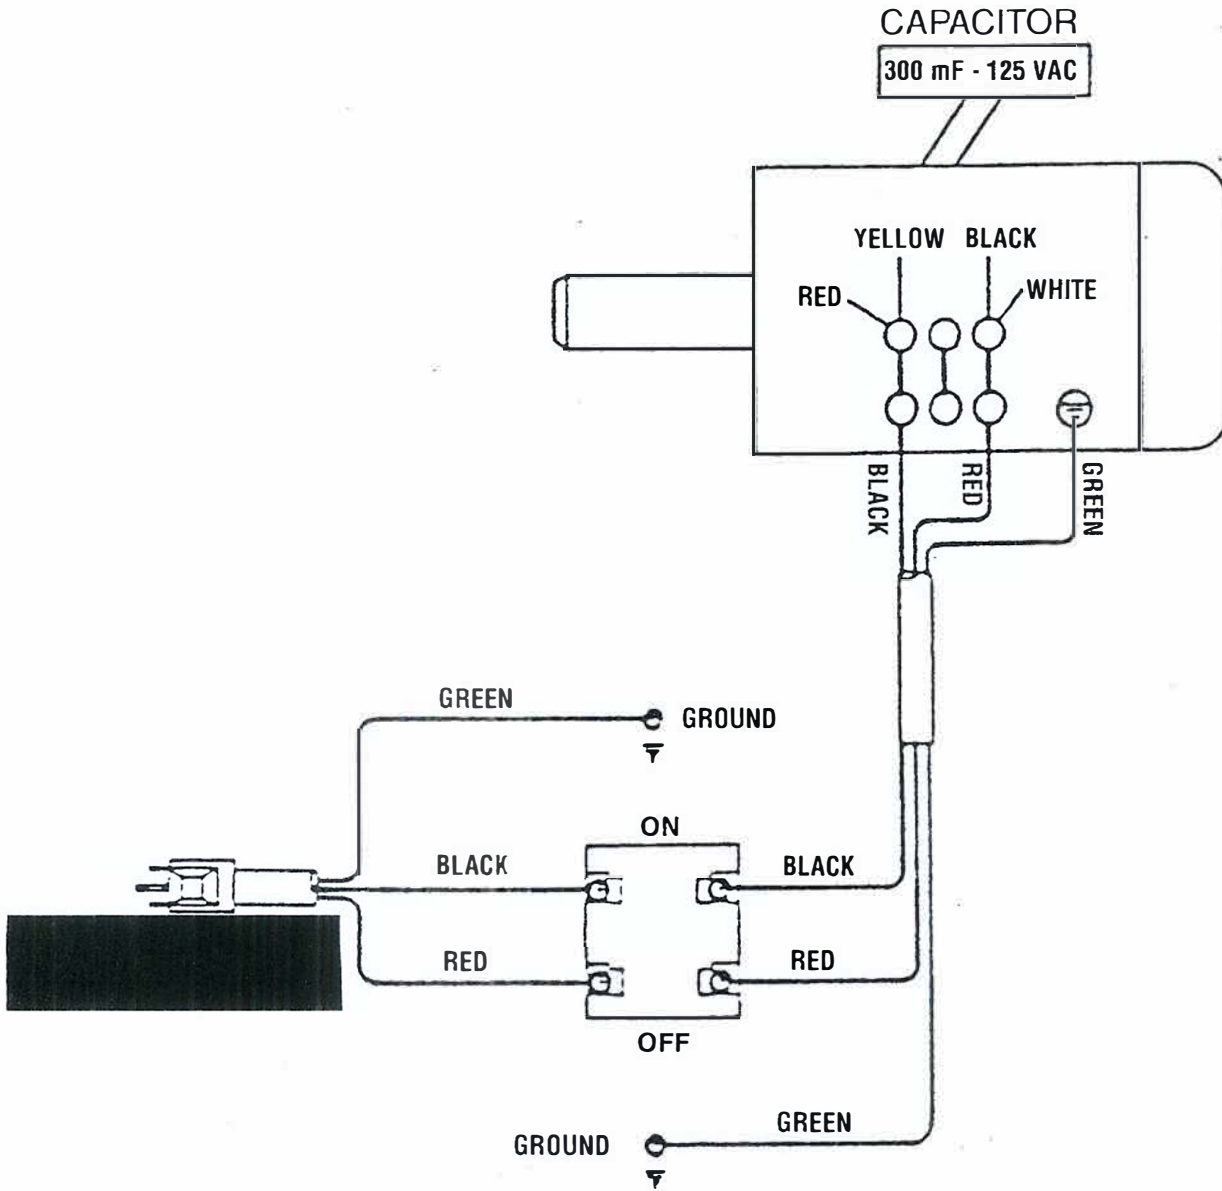 CAPACITOR
300 mF - 125 VAC
YELLOW BLACK
RED
WHITE
BLACK
RED
GREEN
GREEN
GROUND
ON
BLACK
BLACK
RED
RED
OFF
GREEN
GROUND